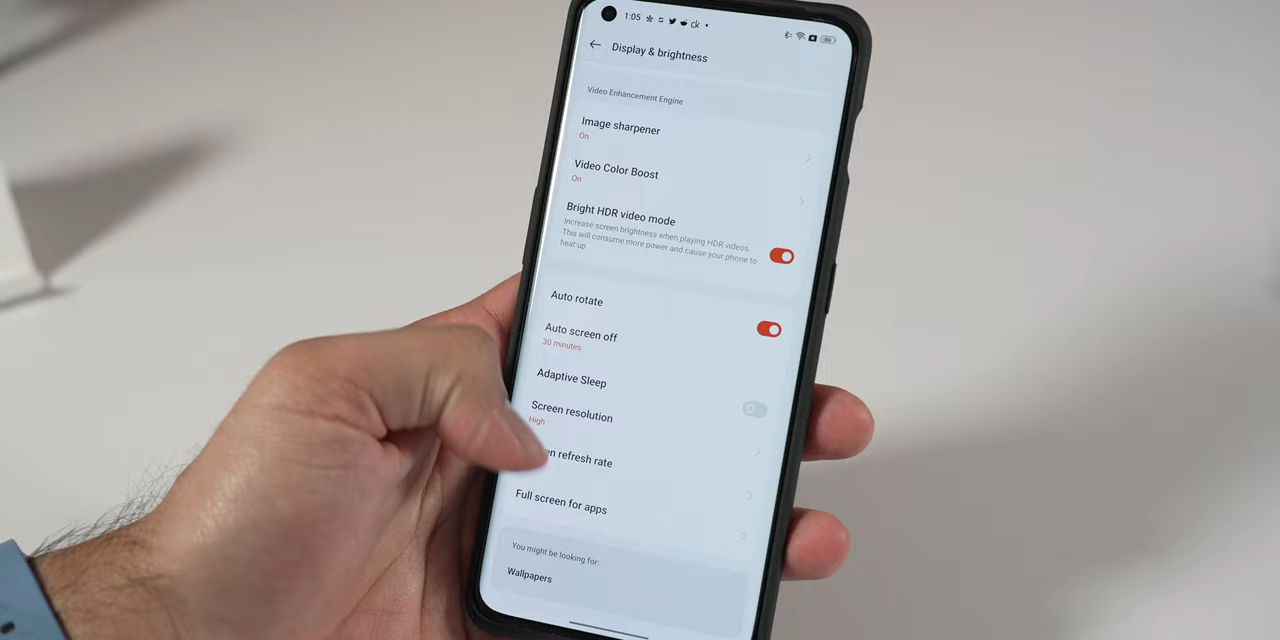 1:05
Display & brightness
Video Enhancement Engine
Image sharpener
On
Video Color Boost
On
Bright HDR video mode
Increase screen brightness when playing HDR videos.
This will consume more power and cause your phone to
heat up.
Auto rotate
Auto screen off
30 minutes
Adaptive Sleep
Screen resolution
High
en refresh rate
Full screen for apps
You might be looking for:
Wallpapers